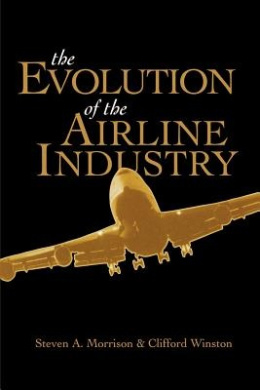 the
EVOLUTION
of the
AIRLINE
INDUSTRY
Steven A. Morrison & Clifford Winston